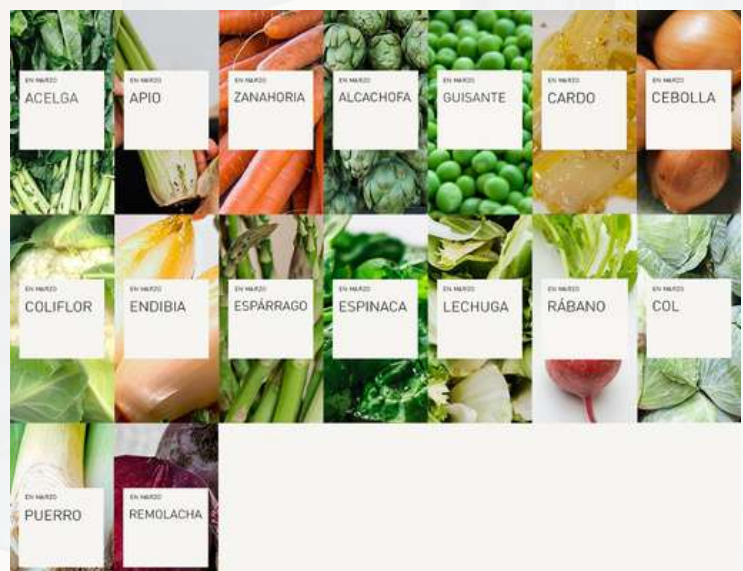 EN MARZO
ACELGA
EN MARZO
APIO
EN MARZO
ZANAHORIA
EN MARZO
ALCACHOFA
EN MARZO
GUISANTE
EN MARZO
CARDO
EN MARZO
CEBOLLA
EN MARZO
COLIFLOR
EN MARZO
ENDIBIA
EN MARZO
ESPÁRRAGO
EN MARZO
ESPINACA
EN MARZO
LECHUGA
EN MARZO
RÁBANO
EN MARZO
COL
EN MARZO
PUERRO
EN MARZO
REMOLACHA